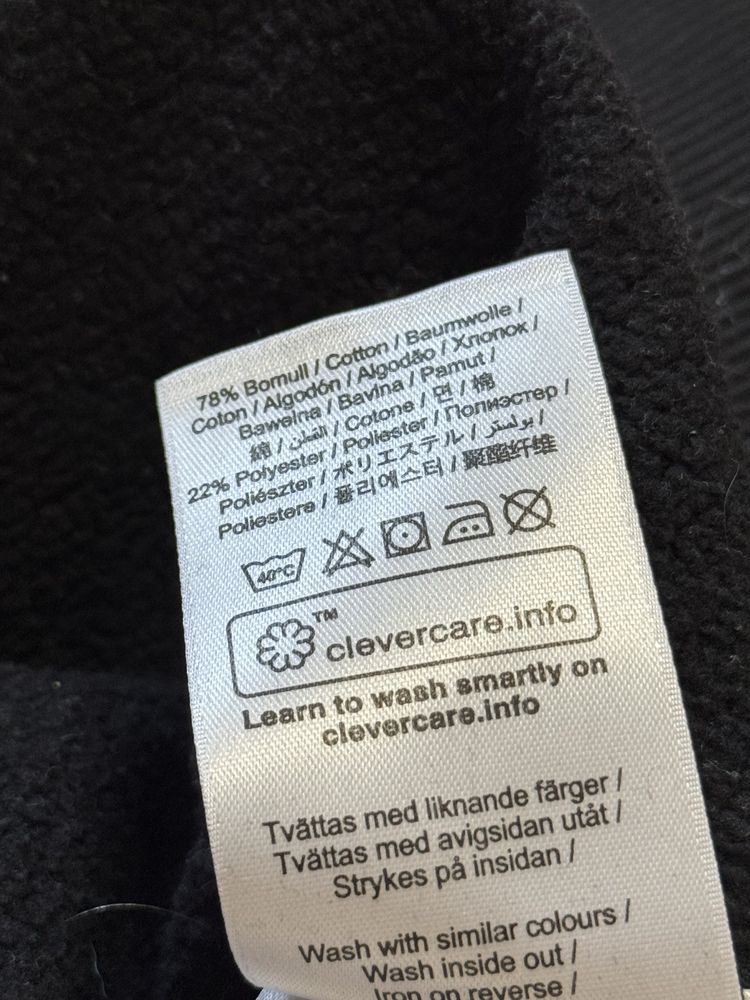 78% Bomull / Cotton / Baumwolle /
Coton / Algodón / Algodão / Хлопок /
Bawełna / Bavlna / Pamut /
綿 / القطن / Cotone / 면 / 棉
22% Polyester / Poliester / Полиэстер /
Poliészter / ポリエステル / بوليستر /
Poliestere / 폴리에스터 / 聚酯纤维
40°C
TM
clevercare.info
Learn to wash smartly on
clevercare.info
Tvättas med liknande färger /
Tvättas med avigsidan utåt /
Strykes på insidan /
Wash with similar colours /
Wash inside out /
Iron on reverse /